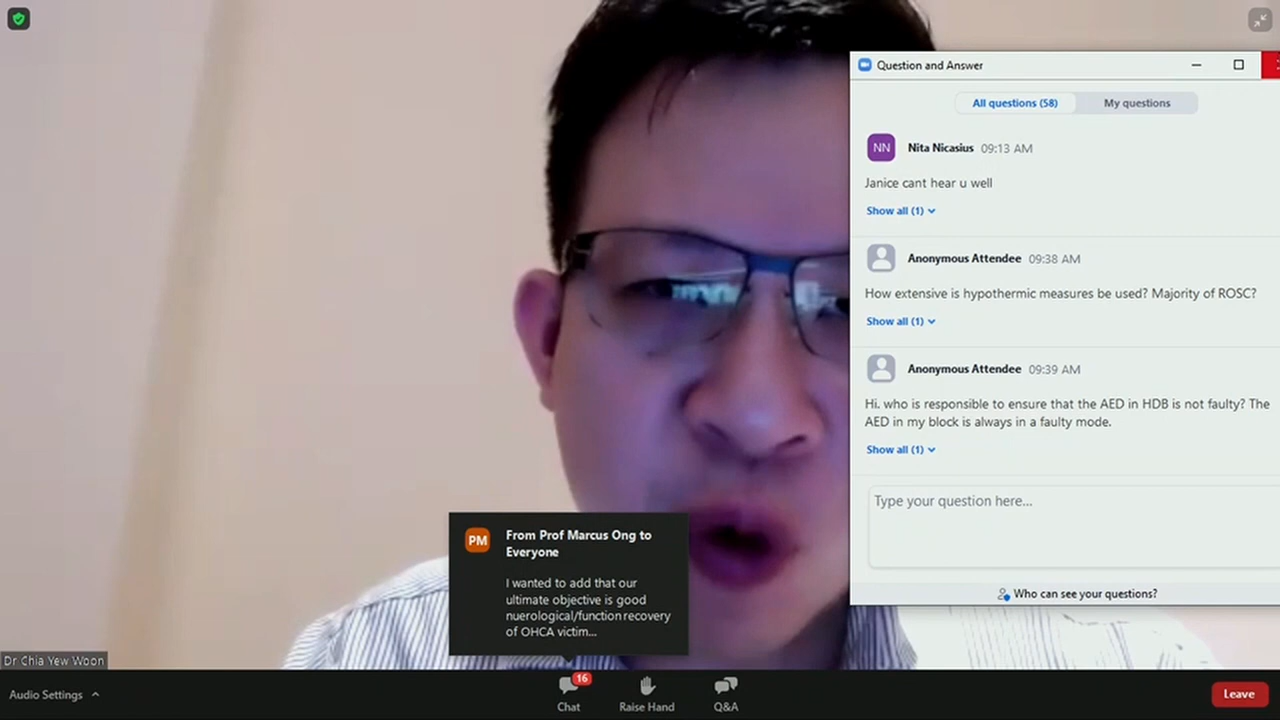 Question and Answer
All questions (58)
My questions
NN
Nita Nicasius 09:13 AM
Janice cant hear u well
Show all (1)
Anonymous Attendee 09:38 AM
How extensive is hypothermic measures be used? Majority of ROSC?
Show all (1)
Anonymous Attendee 09:39 AM
Hi. who is responsible to ensure that the AED in HDB is not faulty? The
AED in my block is always in a faulty mode.
Show all (1)
Type your question here...
Who can see your questions?
PM
From Prof Marcus Ong to
Everyone
I wanted to add that our
ultimate objective is good
nuerological/function recovery
of OHCA victim...
Dr Chia Yew Woon
Audio Settings
16
Chat
Raise Hand
Q&A
Leave